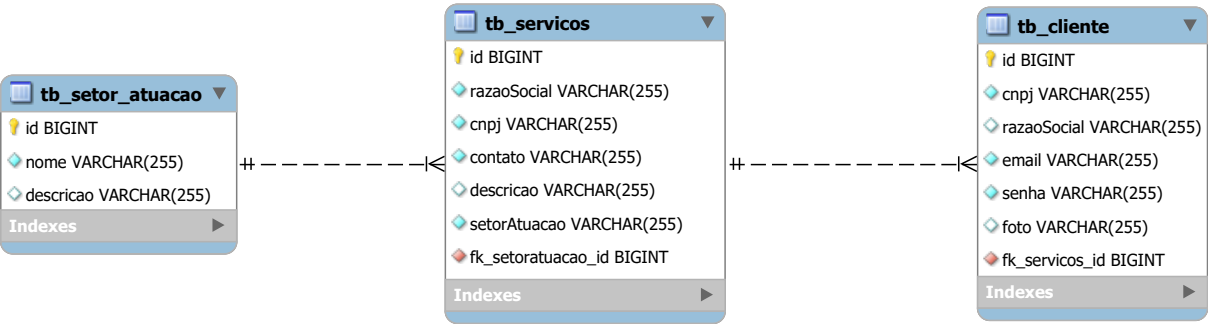 tb_setor_atuacao
id BIGINT
nome VARCHAR(255)
descricao VARCHAR(255)
Indexes
tb_servicos
id BIGINT
razaoSocial VARCHAR(255)
cnpj VARCHAR(255)
contato VARCHAR(255)
descricao VARCHAR(255)
setorAtuacao VARCHAR(255)
fk_setoratuacao_id BIGINT
Indexes
tb_cliente
id BIGINT
cnpj VARCHAR(255)
razaoSocial VARCHAR(255)
email VARCHAR(255)
senha VARCHAR(255)
foto VARCHAR(255)
fk_servicos_id BIGINT
Indexes